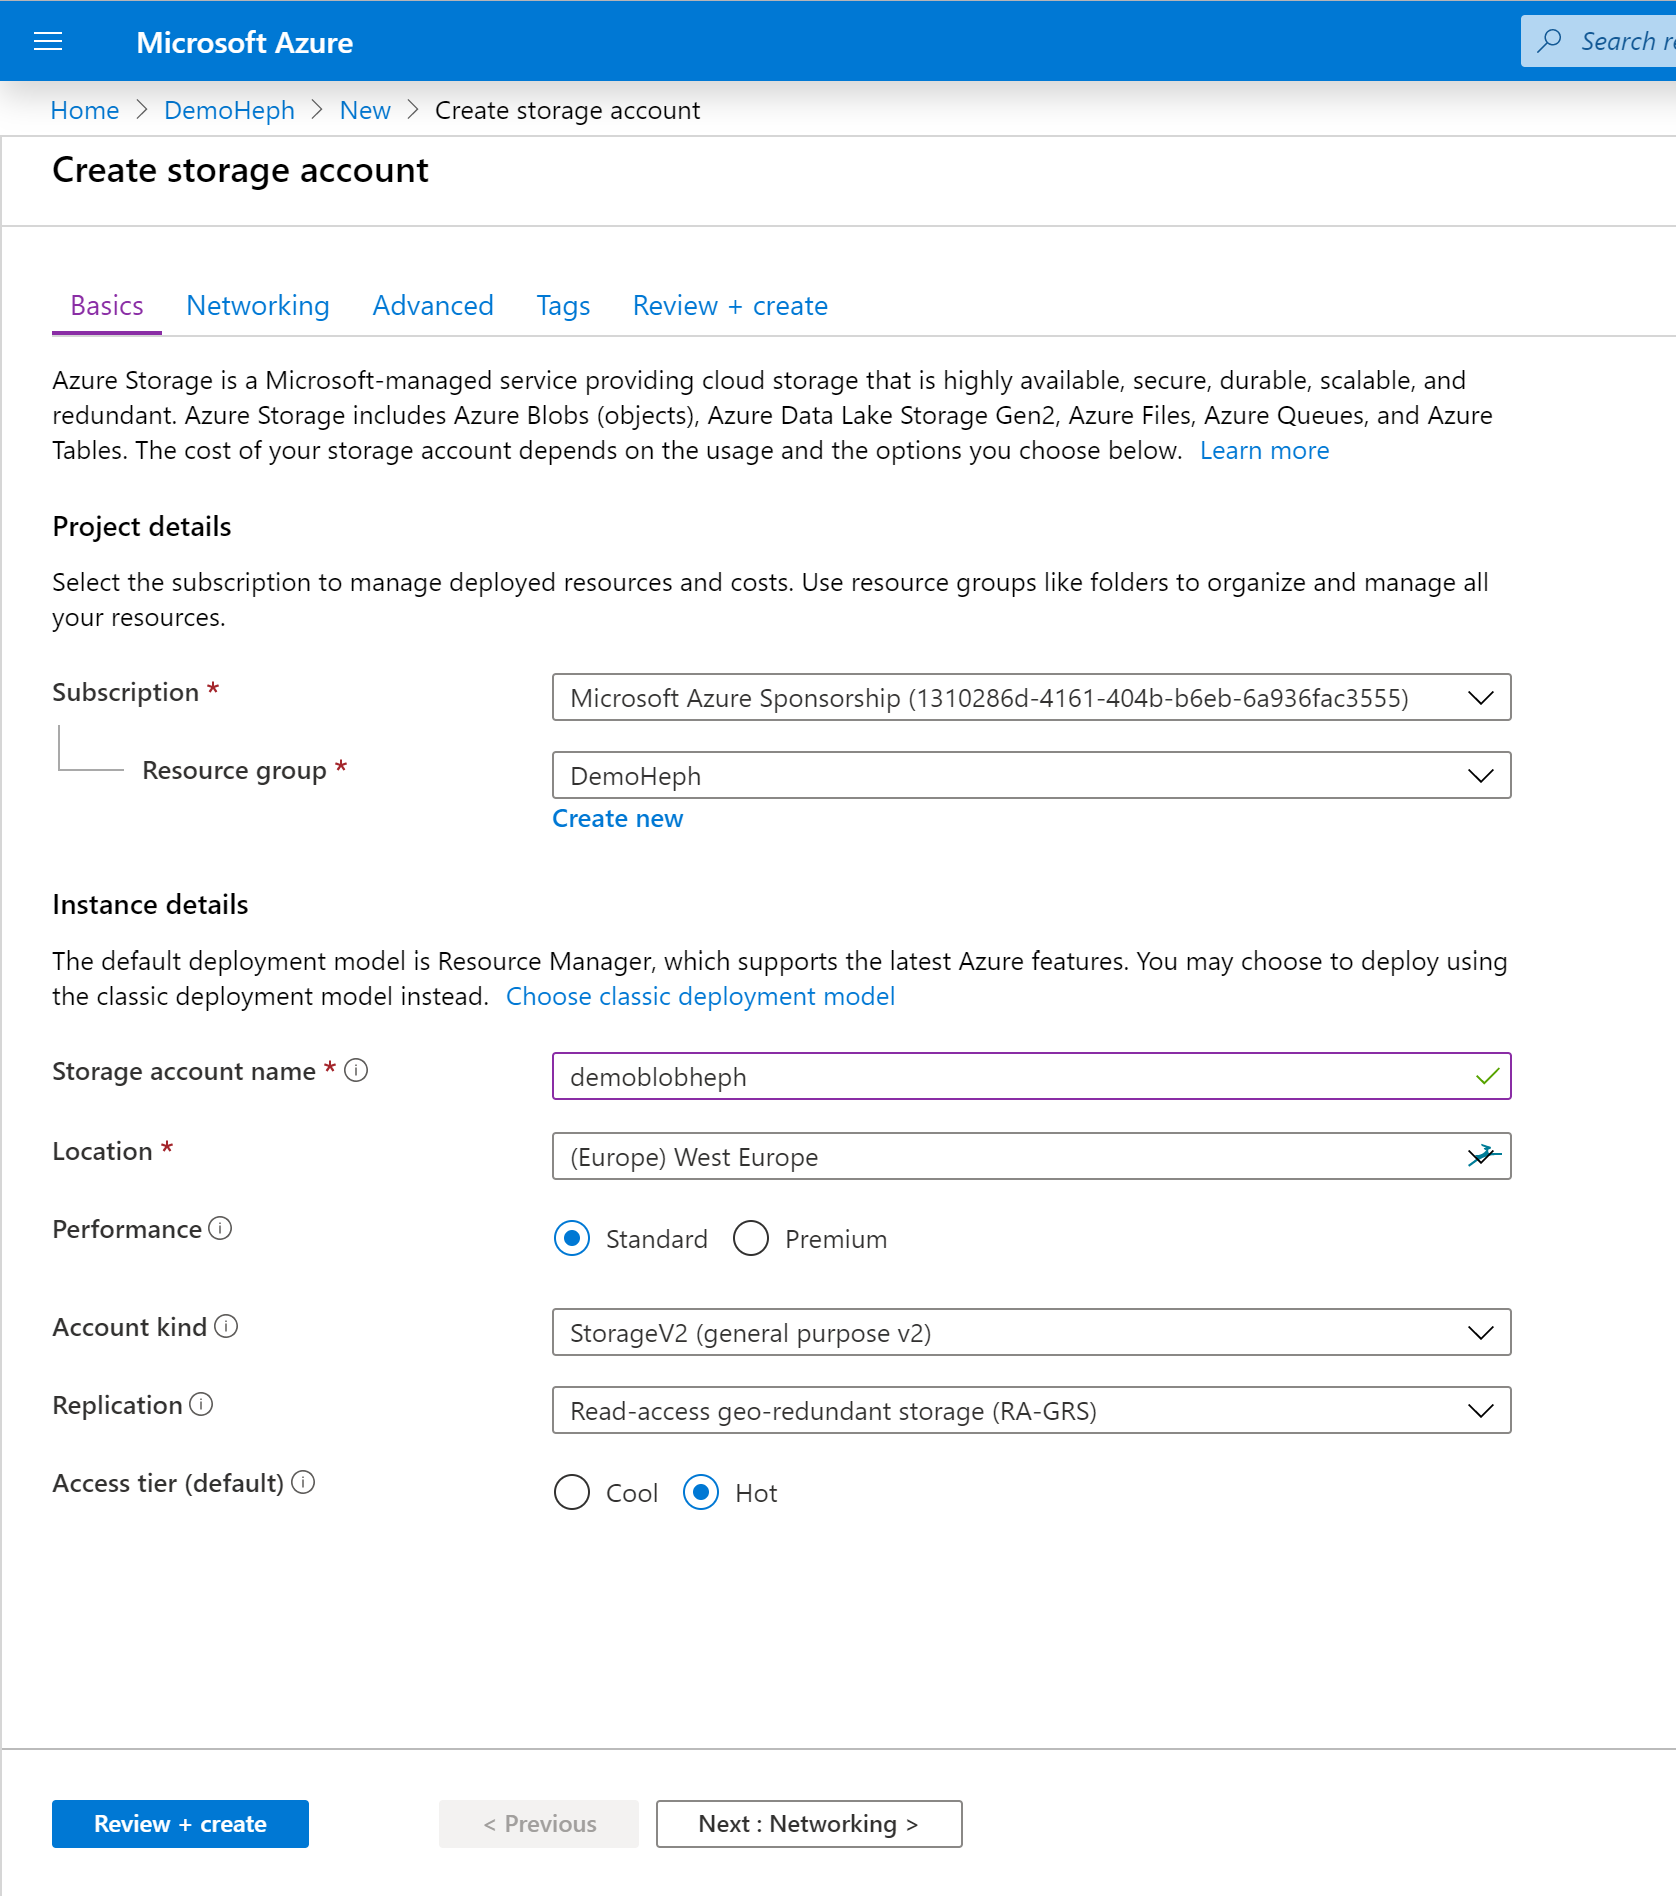 Microsoft Azure
Search
Home > DemoHeph > New > Create storage account
Create storage account
Basics Networking Advanced Tags Review + create
Azure Storage is a Microsoft-managed service providing cloud storage that is highly available, secure, durable, scalable, and
redundant. Azure Storage includes Azure Blobs (objects), Azure Data Lake Storage Gen2, Azure Files, Azure Queues, and Azure
Tables. The cost of your storage account depends on the usage and the options you choose below. Learn more
Project details
Select the subscription to manage deployed resources and costs. Use resource groups like folders to organize and manage all
your resources.
Subscription *
Microsoft Azure Sponsorship (1310286d-4161-404b-b6eb-6a936fac3555)
Resource group *
DemoHeph
Create new
Instance details
The default deployment model is Resource Manager, which supports the latest Azure features. You may choose to deploy using
the classic deployment model instead. Choose classic deployment model
Storage account name *
demoblobheph
Location *
(Europe) West Europe
Performance
Standard Premium
Account kind
StorageV2 (general purpose v2)
Replication
Read-access geo-redundant storage (RA-GRS)
Access tier (default)
Cool Hot
Review + create
< Previous
Next : Networking >